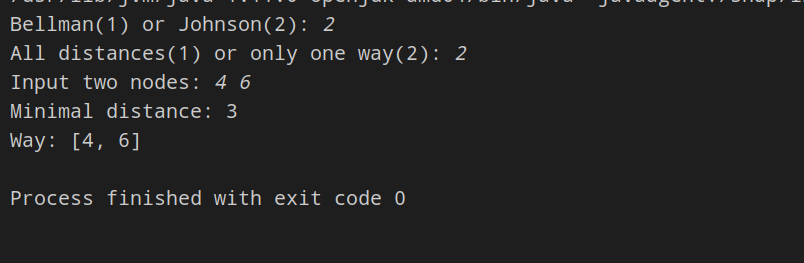 Bellman(1) or Johnson(2): 2
All distances(1) or only one way(2): 2
Input two nodes: 4 6
Minimal distance: 3
Way: [4, 6]
Process finished with exit code 0